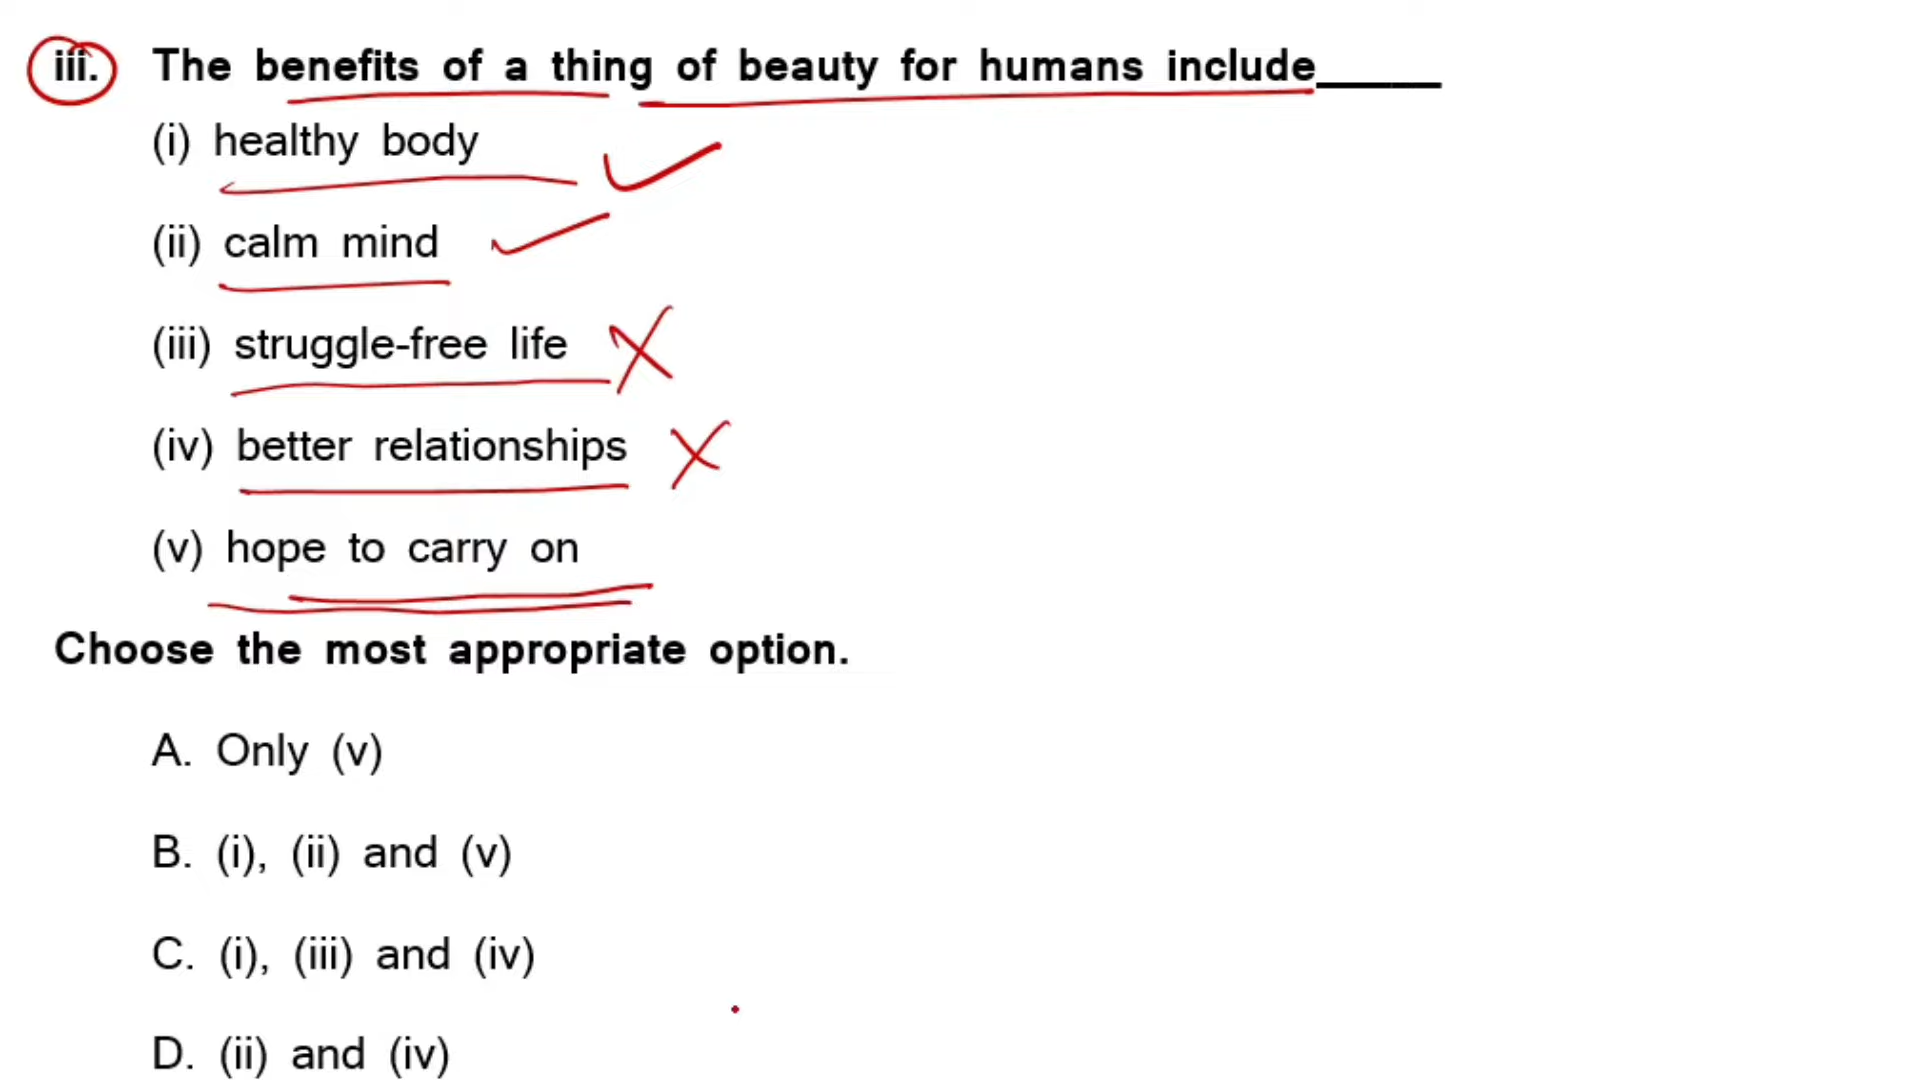 iii. The benefits of a thing of beauty for humans include_____
(i) healthy body
(ii) calm mind
(iii) struggle-free life
(iv) better relationships
(v) hope to carry on
Choose the most appropriate option.
A. Only (v)
B. (i), (ii) and (v)
C. (i), (iii) and (iv)
D. (ii) and (iv)